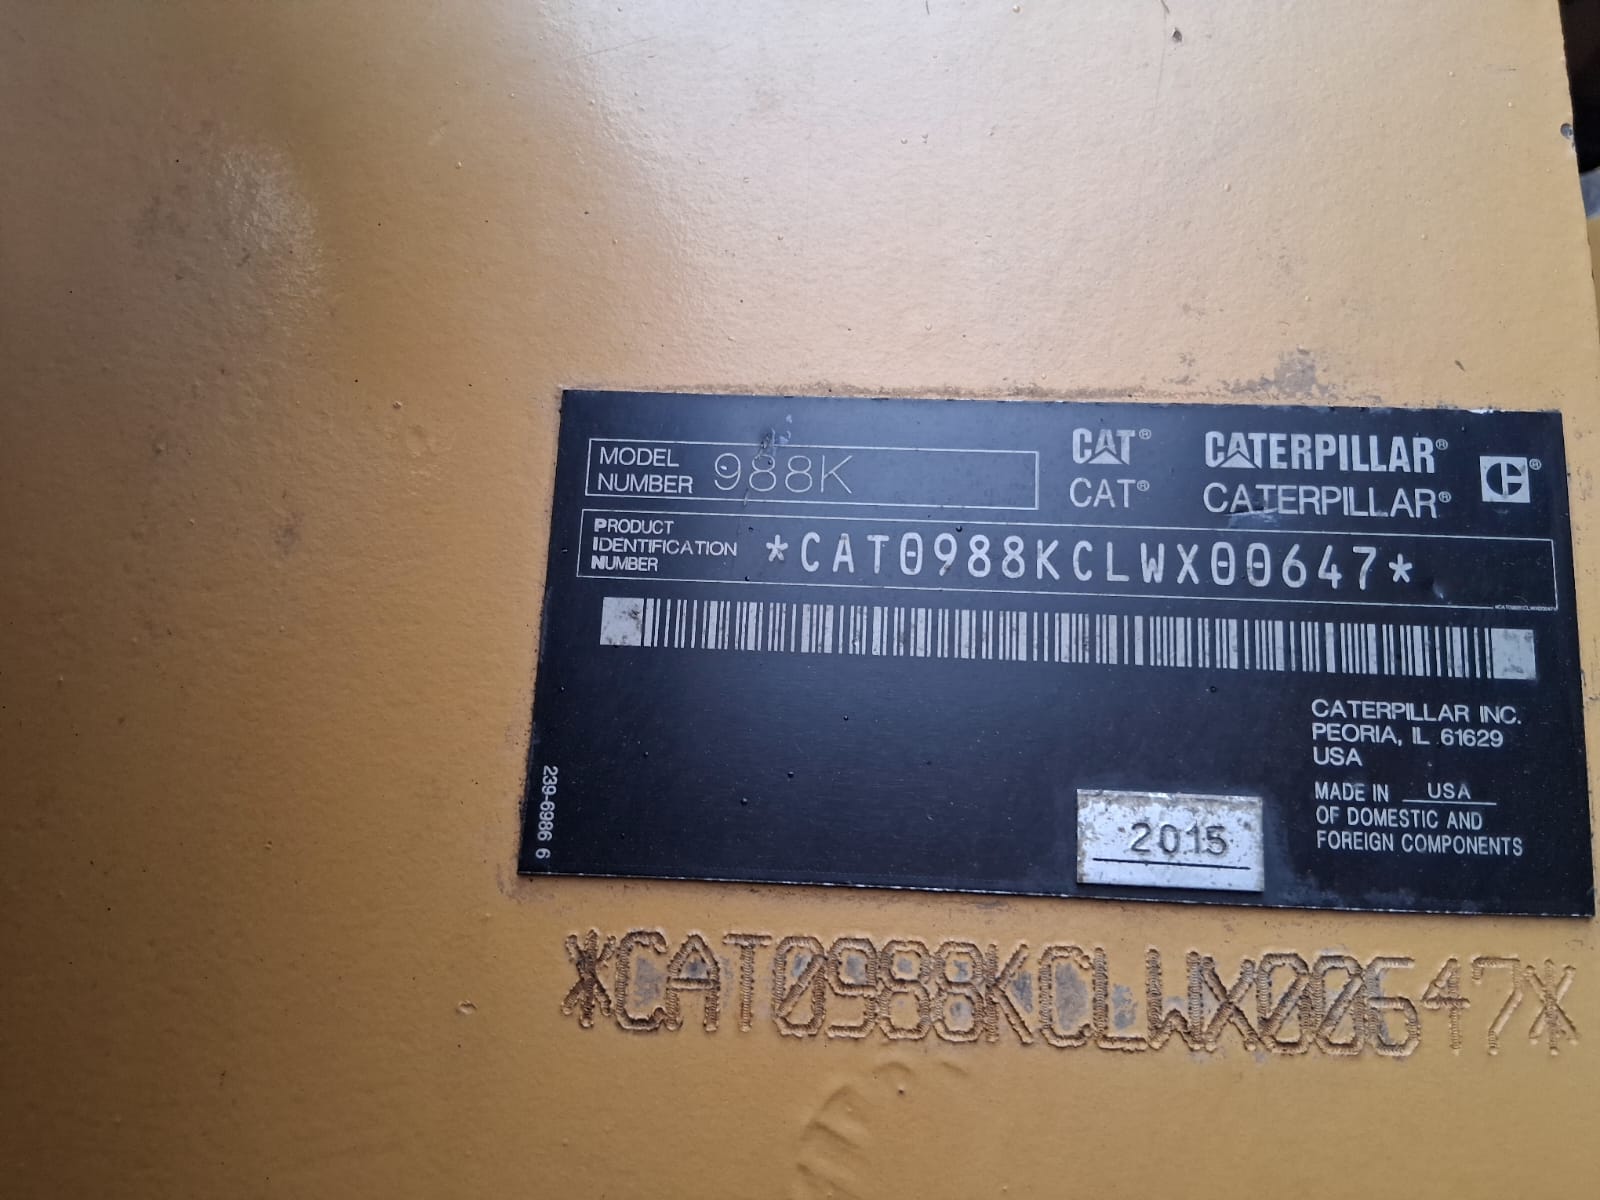 MODEL
NUMBER 988K
CAT® CATERPILLAR®
CAT® CATERPILLAR®
PRODUCT
IDENTIFICATION
NUMBER
*CAT0988KCLWX00647*
CATERPILLAR INC.
PEORIA, IL 61629
USA
MADE IN USA
OF DOMESTIC AND
FOREIGN COMPONENTS
2015
239-6986 6
*CAT0988KCLWX00647*